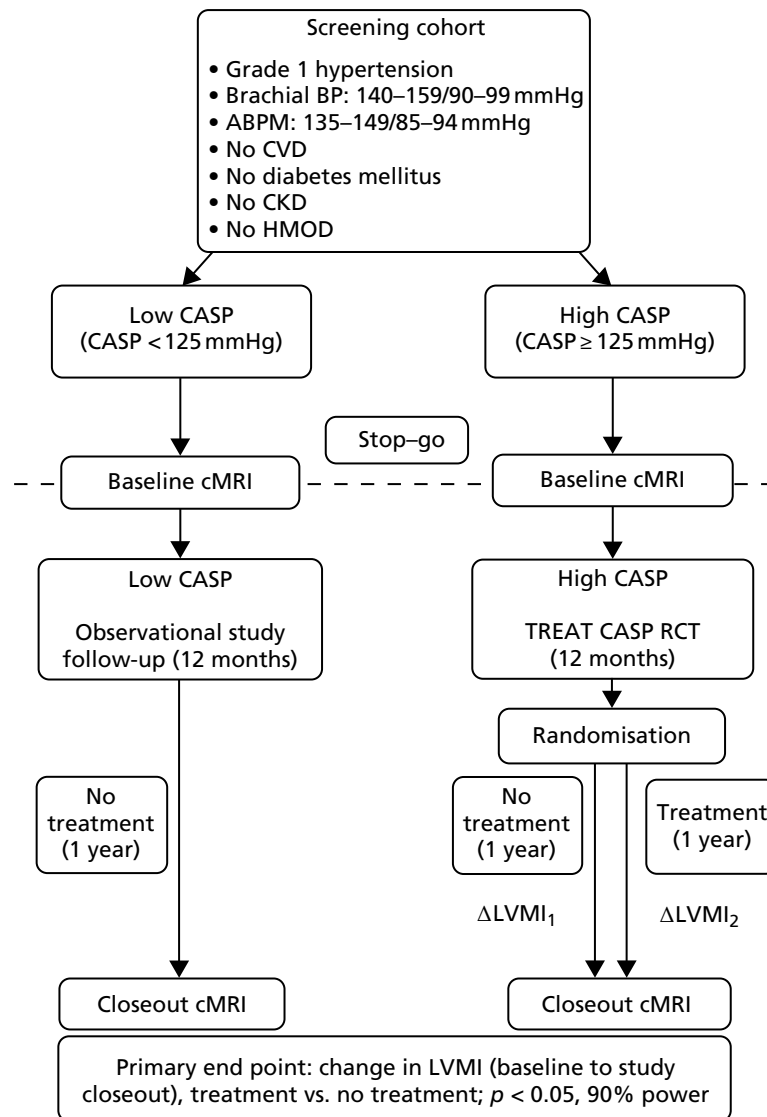 Screening cohort
• Grade 1 hypertension
• Brachial BP: 140–159/90–99 mmHg
• ABPM: 135–149/85–94 mmHg
• No CVD
• No diabetes mellitus
• No CKD
• No HMOD
Low CASP
(CASP < 125 mmHg)
High CASP
(CASP ≥ 125 mmHg)
Stop–go
Baseline cMRI
Baseline cMRI
Low CASP
Observational study
follow-up (12 months)
High CASP
TREAT CASP RCT
(12 months)
Randomisation
No
treatment
(1 year)
No
treatment
(1 year)
Treatment
(1 year)
ΔLVMI₁
ΔLVMI₂
Closeout cMRI
Closeout cMRI
Primary end point: change in LVMI (baseline to study
closeout), treatment vs. no treatment; p < 0.05, 90% power